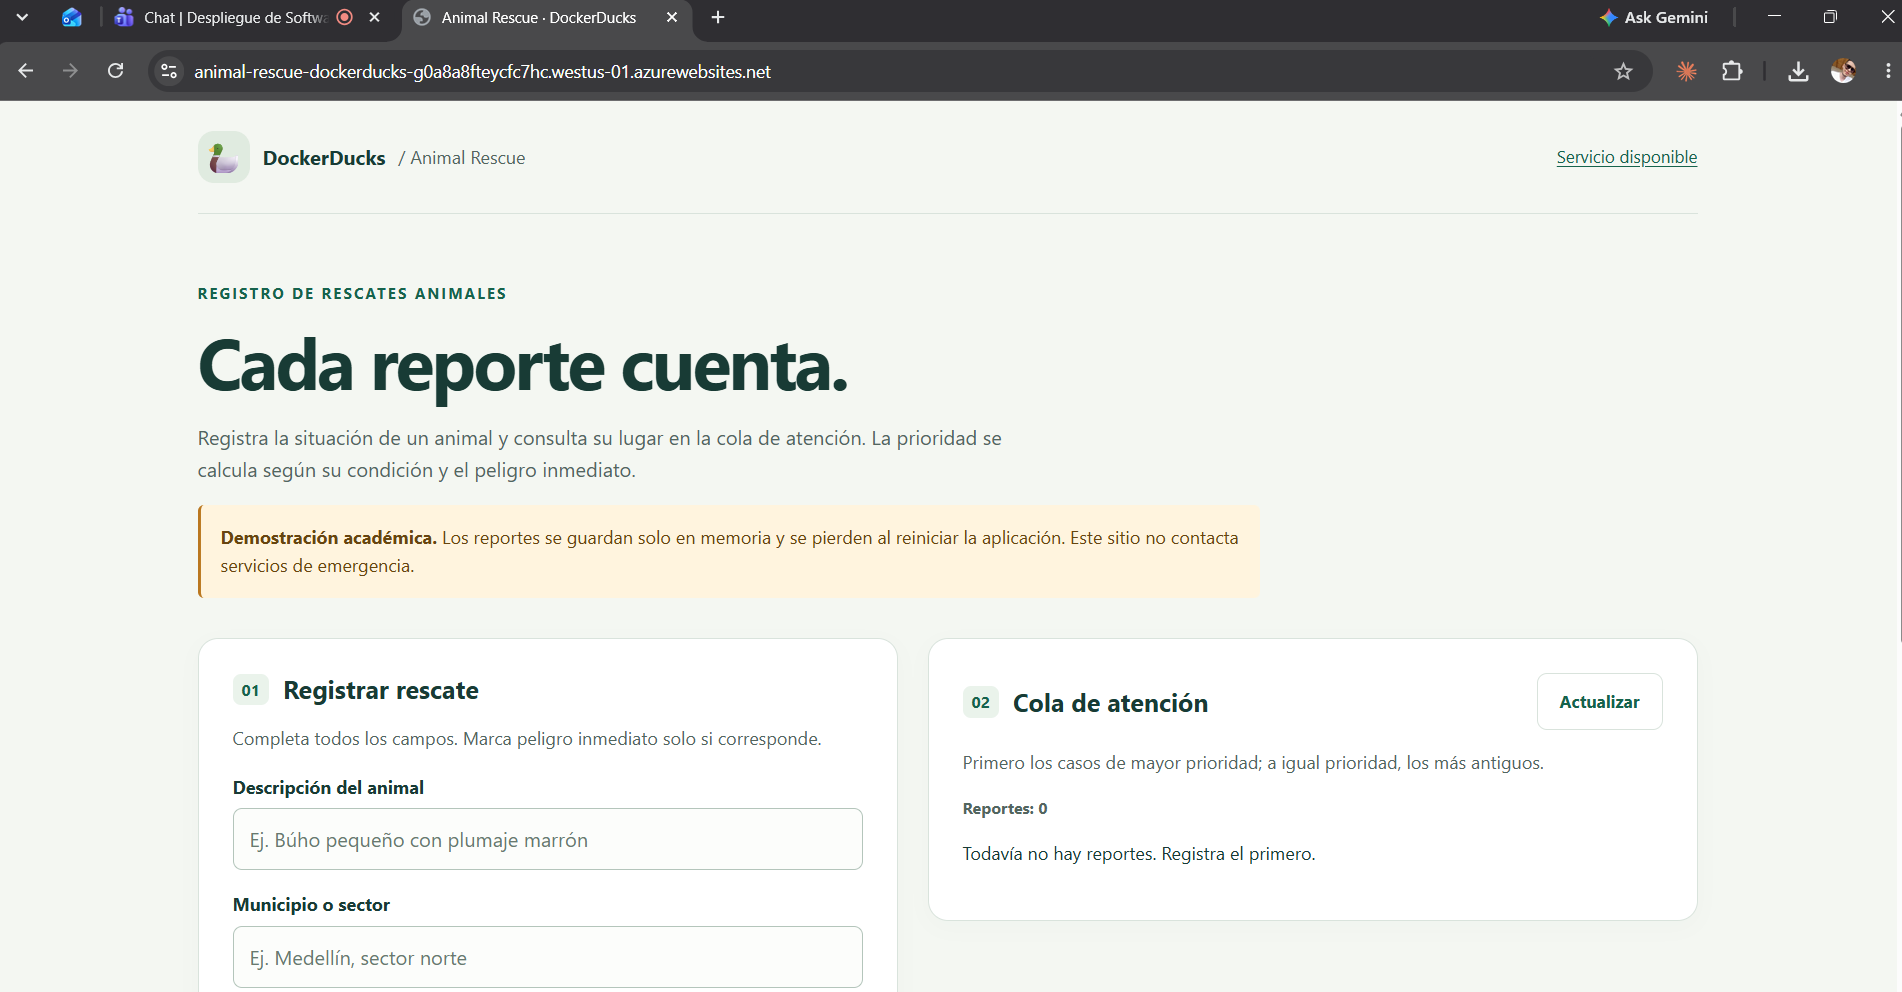 Chat | Despliegue de Softw
Animal Rescue · DockerDucks
Ask Gemini
animal-rescue-dockerducks-g0a8a8fteycfc7hc.westus-01.azurewebsites.net
DockerDucks / Animal Rescue
Servicio disponible
REGISTRO DE RESCATES ANIMALES
Cada reporte cuenta.
Registra la situación de un animal y consulta su lugar en la cola de atención. La prioridad se
calcula según su condición y el peligro inmediato.
Demostración académica. Los reportes se guardan solo en memoria y se pierden al reiniciar la aplicación. Este sitio no contacta
servicios de emergencia.
01 Registrar rescate
Completa todos los campos. Marca peligro inmediato solo si corresponde.
Descripción del animal
Ej. Búho pequeño con plumaje marrón
Municipio o sector
Ej. Medellín, sector norte
02 Cola de atención
Actualizar
Primero los casos de mayor prioridad; a igual prioridad, los más antiguos.
Reportes: 0
Todavía no hay reportes. Registra el primero.